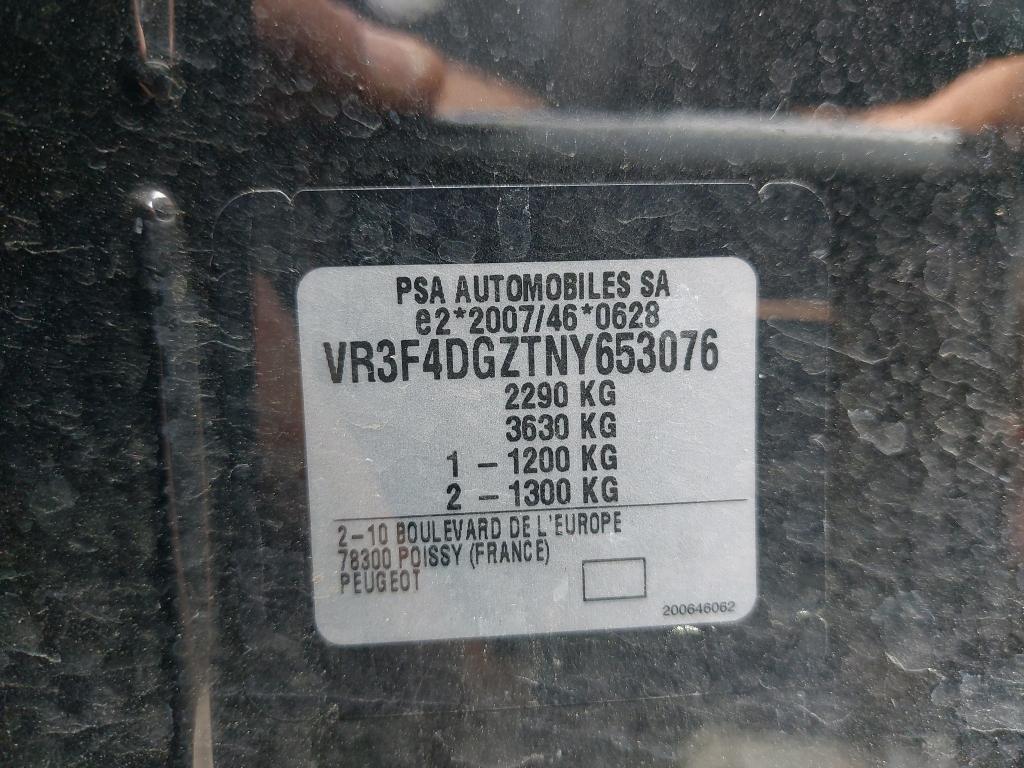 PSA AUTOMOBILES SA
e2*2007/46*0628
VR3F4DGZTNY653076
2290 KG
3630 KG
1 – 1200 KG
2 – 1300 KG
2–10 BOULEVARD DE L'EUROPE
78300 POISSY (FRANCE)
PEUGEOT
200646062